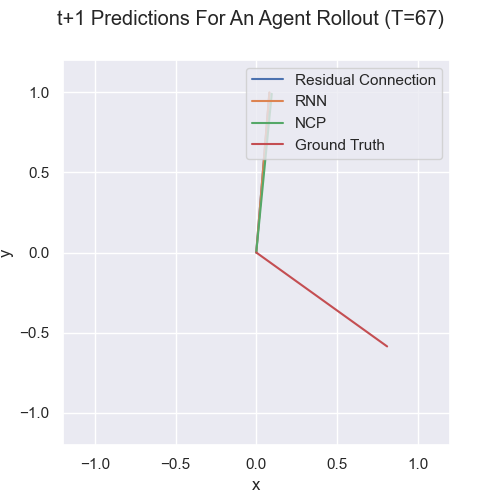 t+1 Predictions For An Agent Rollout (T=67)
Residual Connection
RNN
NCP
Ground Truth
1.0
0.5
0.0
−0.5
−1.0
y
−1.0 −0.5 0.0 0.5 1.0
x